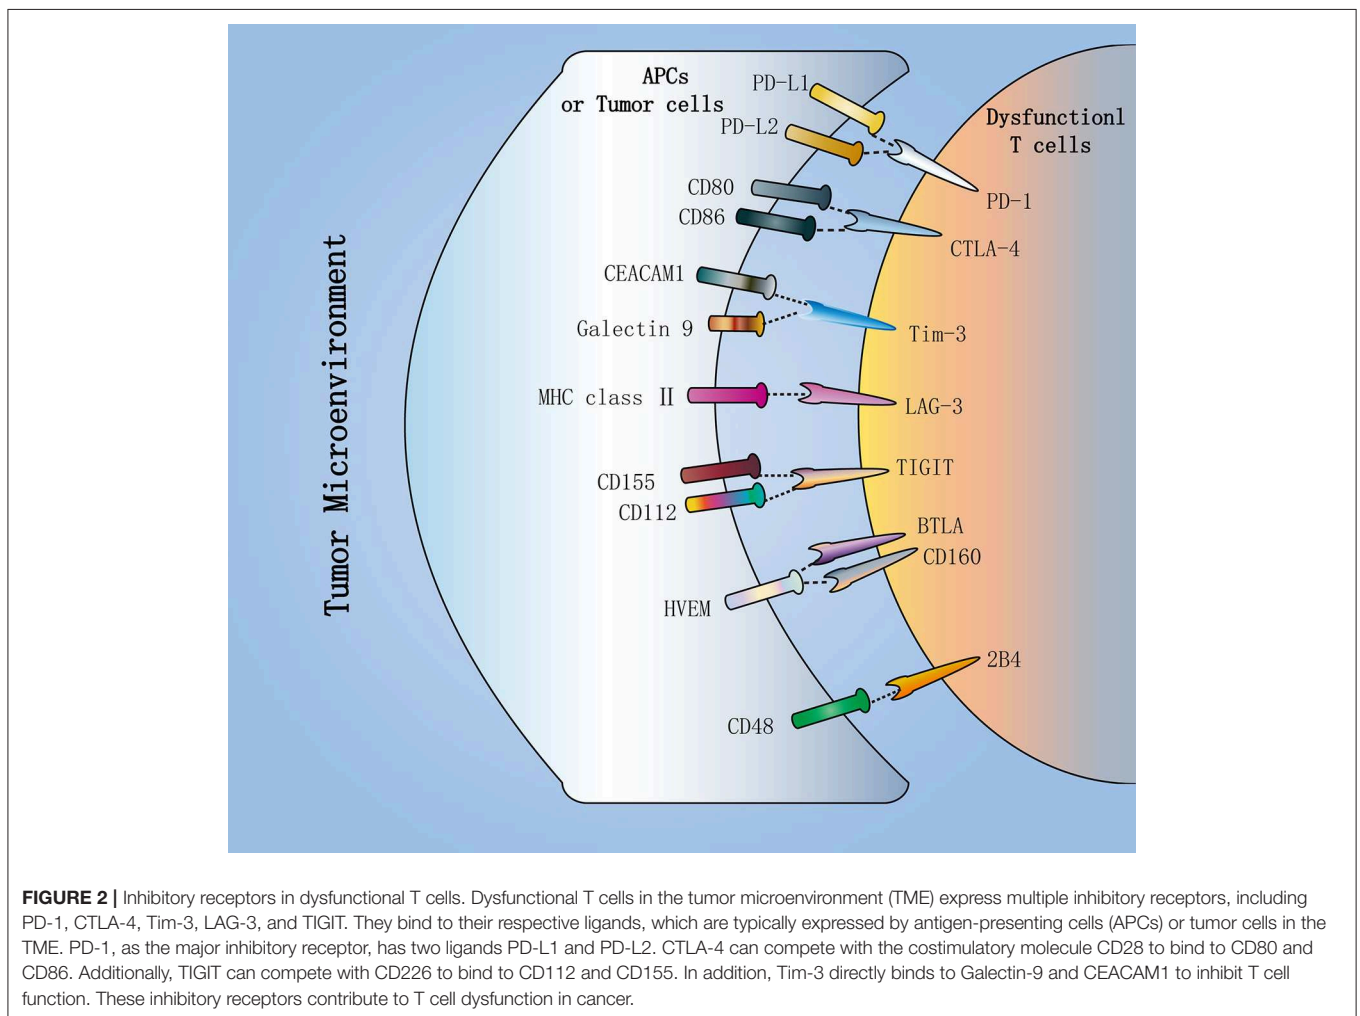 APCs
or Tumor cells
PD-L1
PD-L2
Dysfunctionl
T cells
CD80
CD86
PD-1
CTLA-4
CEACAM1
Galectin 9
Tim-3
MHC class II
LAG-3
CD155
CD112
TIGIT
BTLA
CD160
HVEM
2B4
CD48
Tumor Microenvironment
FIGURE 2 | Inhibitory receptors in dysfunctional T cells. Dysfunctional T cells in the tumor microenvironment (TME) express multiple inhibitory receptors, including
PD-1, CTLA-4, Tim-3, LAG-3, and TIGIT. They bind to their respective ligands, which are typically expressed by antigen-presenting cells (APCs) or tumor cells in the
TME. PD-1, as the major inhibitory receptor, has two ligands PD-L1 and PD-L2. CTLA-4 can compete with the costimulatory molecule CD28 to bind to CD80 and
CD86. Additionally, TIGIT can compete with CD226 to bind to CD112 and CD155. In addition, Tim-3 directly binds to Galectin-9 and CEACAM1 to inhibit T cell
function. These inhibitory receptors contribute to T cell dysfunction in cancer.